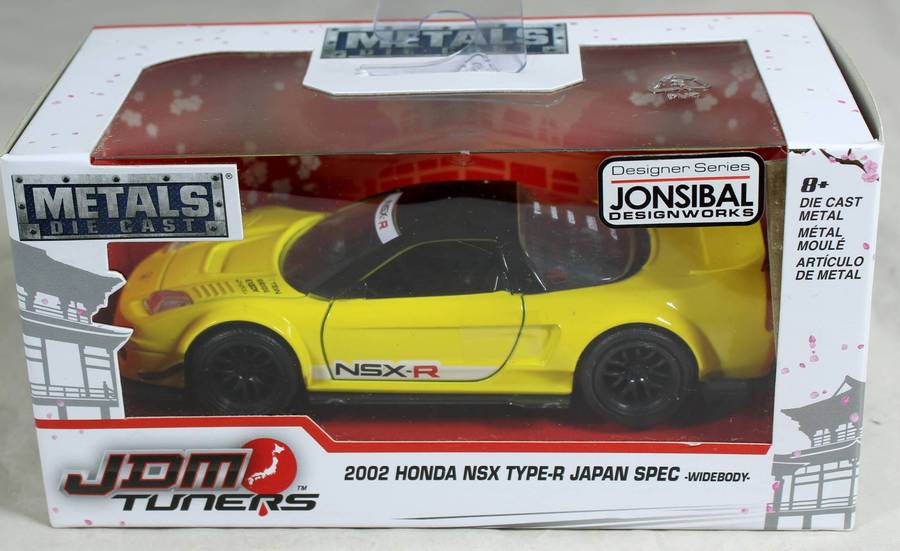 METALS
METALS
DIE CAST
®
Designer Series
JONSIBAL
DESIGNWORKS
8+
DIE CAST
METAL
MÉTAL
MOULÉ
ARTÍCULO
DE METAL
NSX-R
NSX-R
JDM
TUNERS™
2002 HONDA NSX TYPE-R JAPAN SPEC -WIDEBODY-